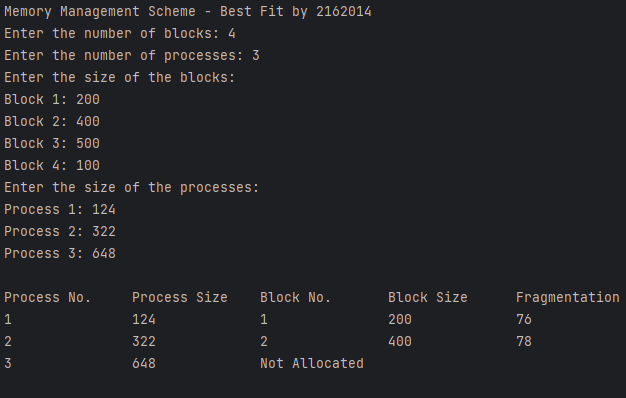 Memory Management Scheme - Best Fit by 2162014
Enter the number of blocks: 4
Enter the number of processes: 3
Enter the size of the blocks:
Block 1: 200
Block 2: 400
Block 3: 500
Block 4: 100
Enter the size of the processes:
Process 1: 124
Process 2: 322
Process 3: 648
Process No. Process Size Block No. Block Size Fragmentation
1 124 1 200 76
2 322 2 400 78
3 648 Not Allocated